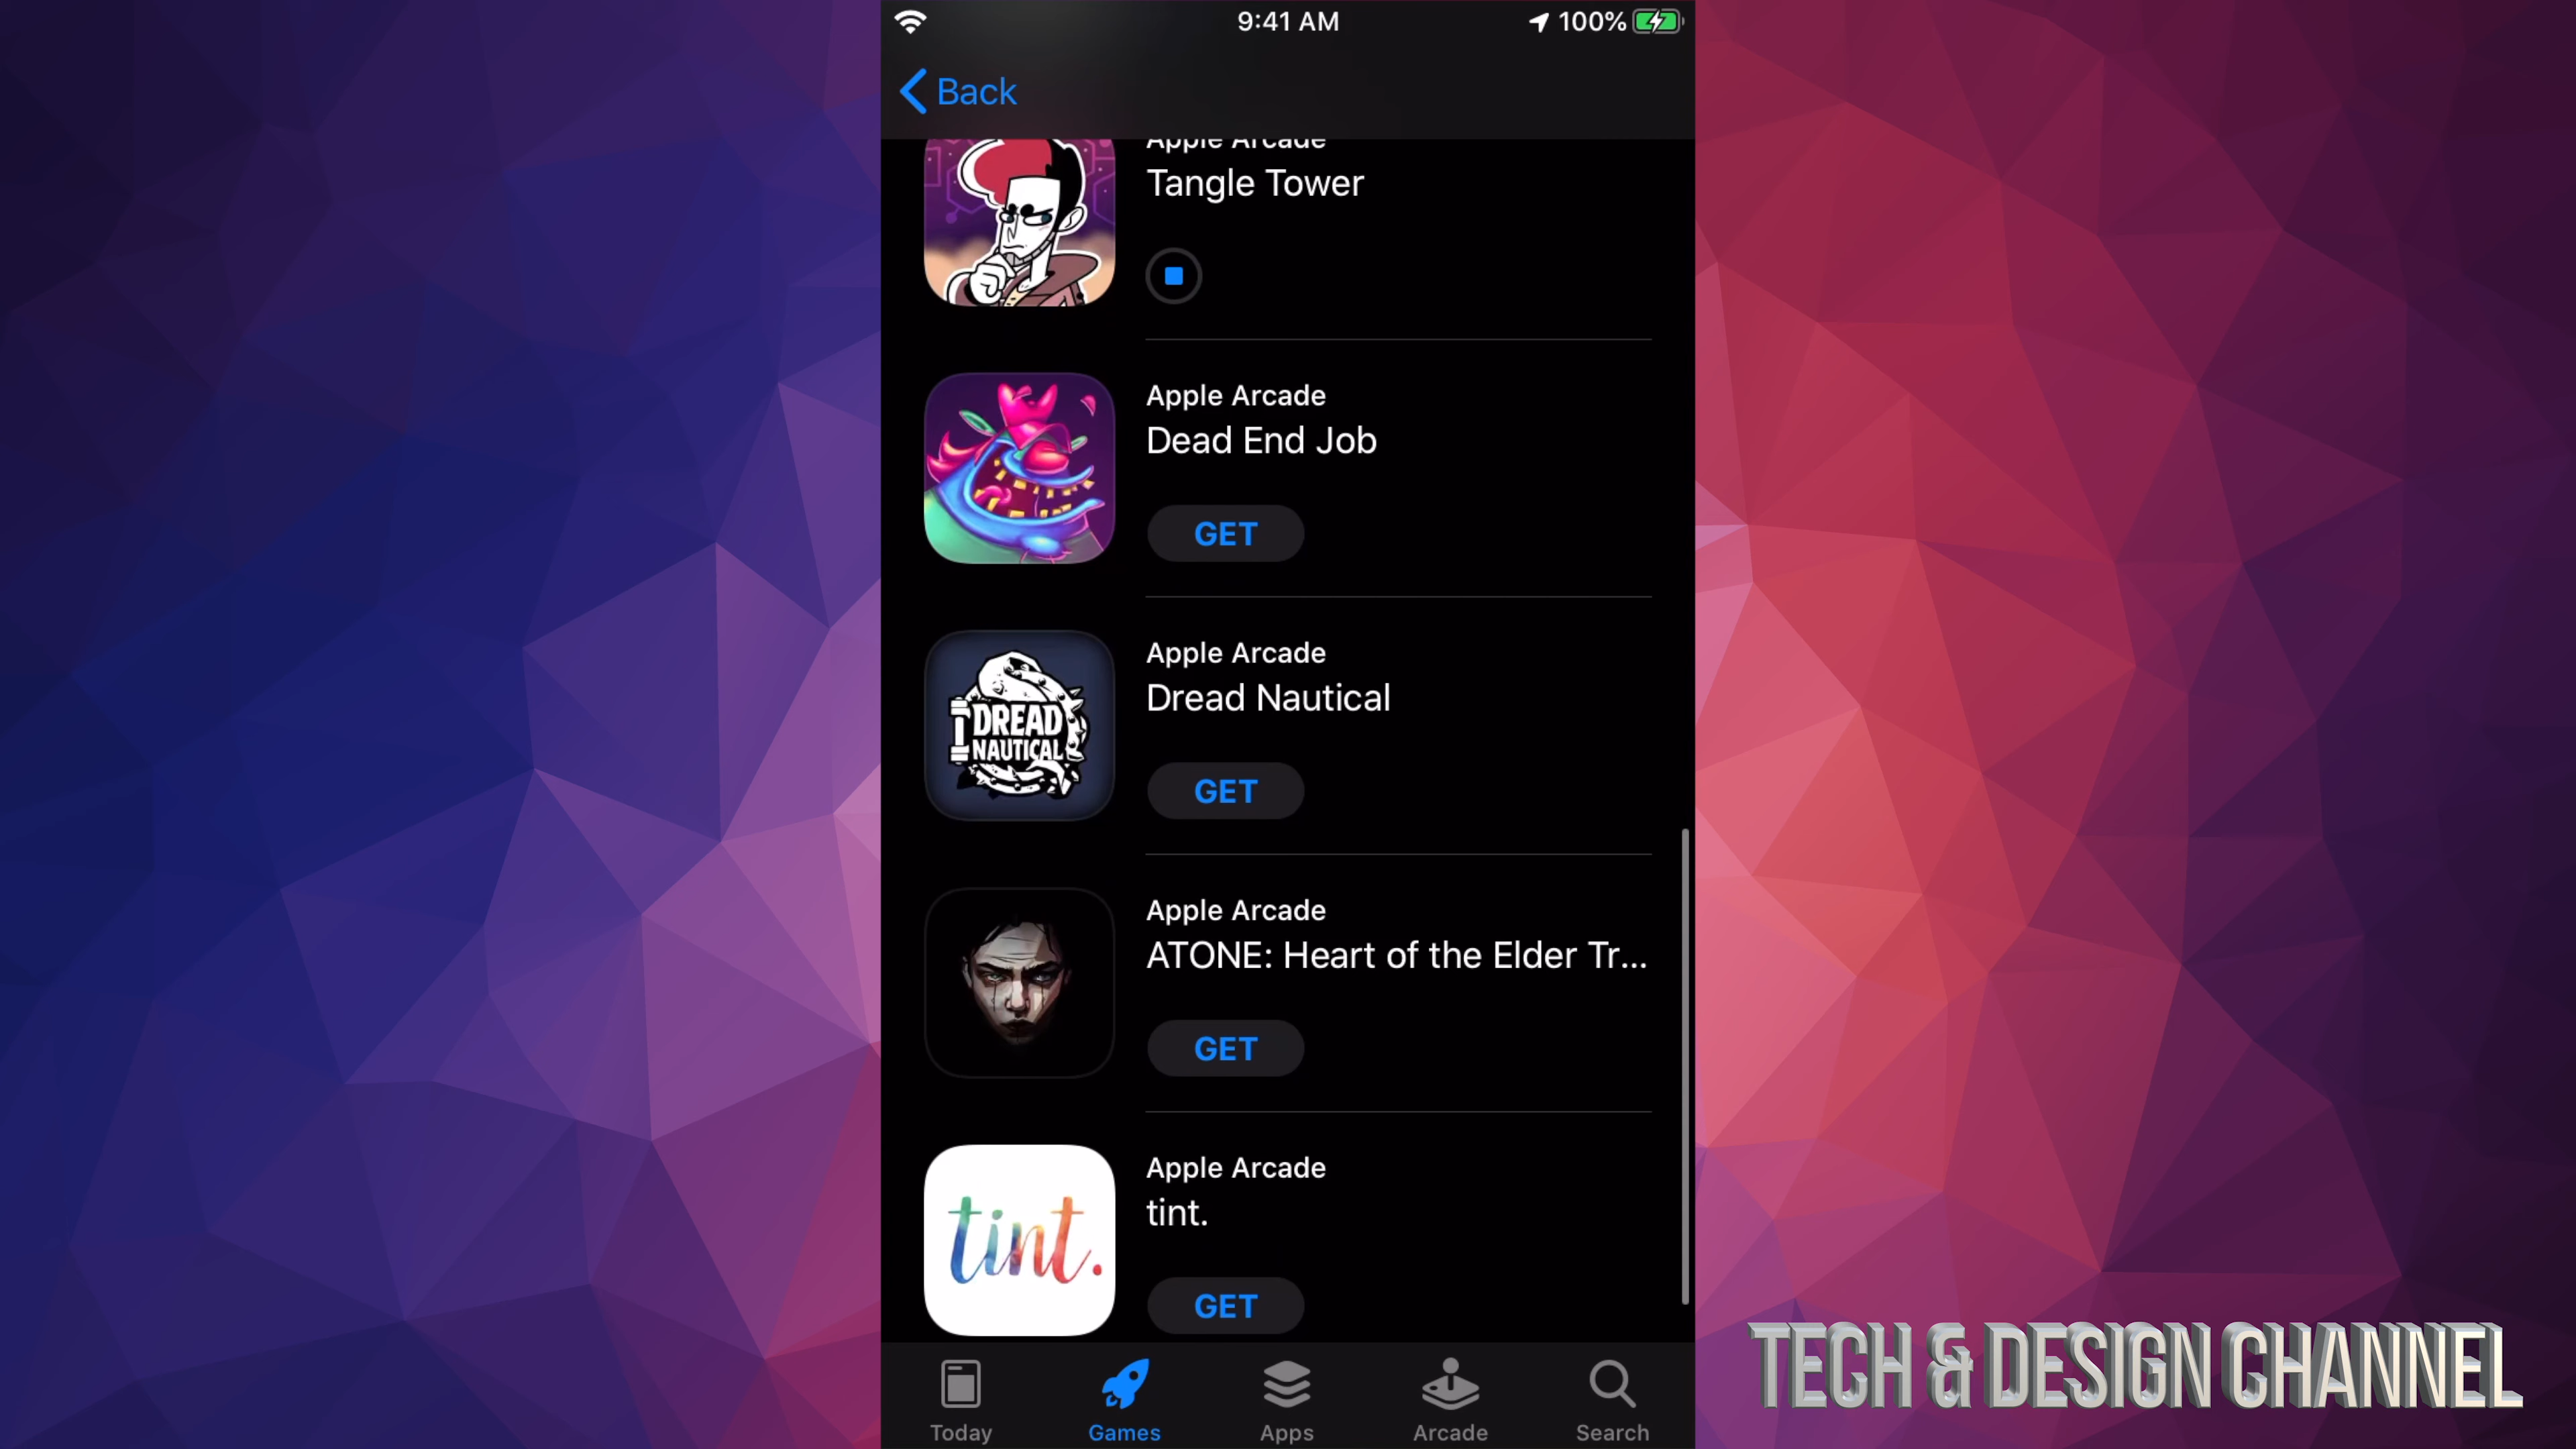 9:41 AM
100%
Back
Apple Arcade
Tangle Tower
Apple Arcade
Dead End Job
GET
Apple Arcade
Dread Nautical
DREAD
NAUTICAL
GET
Apple Arcade
ATONE: Heart of the Elder Tr...
GET
Apple Arcade
tint.
tint.
GET
Today
Games
Apps
Arcade
Search
TECH & DESIGN CHANNEL